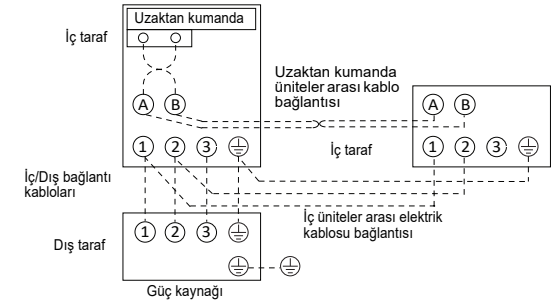 Uzaktan kumanda
İç taraf
Uzaktan kumanda
üniteler arası kablo
bağlantısı
A B
A B
1 2 3
İç taraf
1 2 3
İç/Dış bağlantı
kabloları
İç üniteler arası elektrik
kablosu bağlantısı
1 2 3
Dış taraf
Güç kaynağı